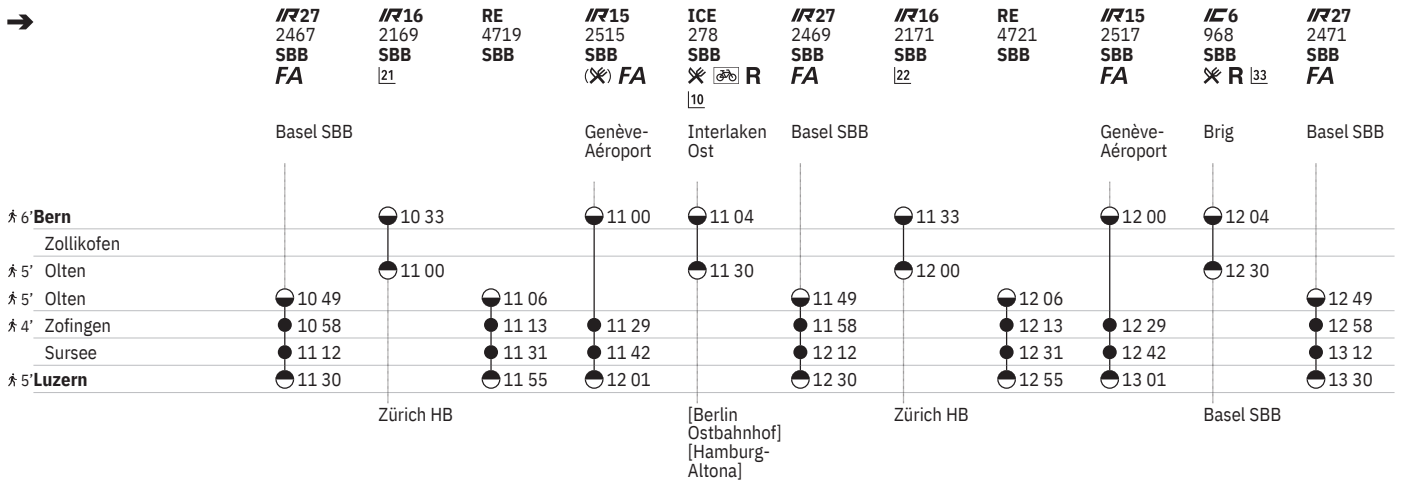 IR27 IR16 RE IR15 ICE IR27 IR16 RE IR15 IC6 IR27
2467 2169 4719 2515 278 2469 2171 4721 2517 968 2471
SBB SBB SBB SBB SBB SBB SBB SBB SBB SBB SBB
FA 21 ( ) FA R FA 22 FA R 33 FA
10
Basel SBB Genève- Interlaken Basel SBB Genève- Brig Basel SBB
Aéroport Ost Aéroport
6' Bern 10 33 11 00 11 04 11 33 12 00 12 04
Zollikofen
5' Olten 11 00 11 30 12 00 12 30
5' Olten 10 49 11 06 11 49 12 06 12 49
4' Zofingen 10 58 11 13 11 29 11 58 12 13 12 29 12 58
Sursee 11 12 11 31 11 42 12 12 12 31 12 42 13 12
5' Luzern 11 30 11 55 12 01 12 30 12 55 13 01 13 30
Zürich HB [Berlin Zürich HB Basel SBB
Ostbahnhof]
[Hamburg-
Altona]